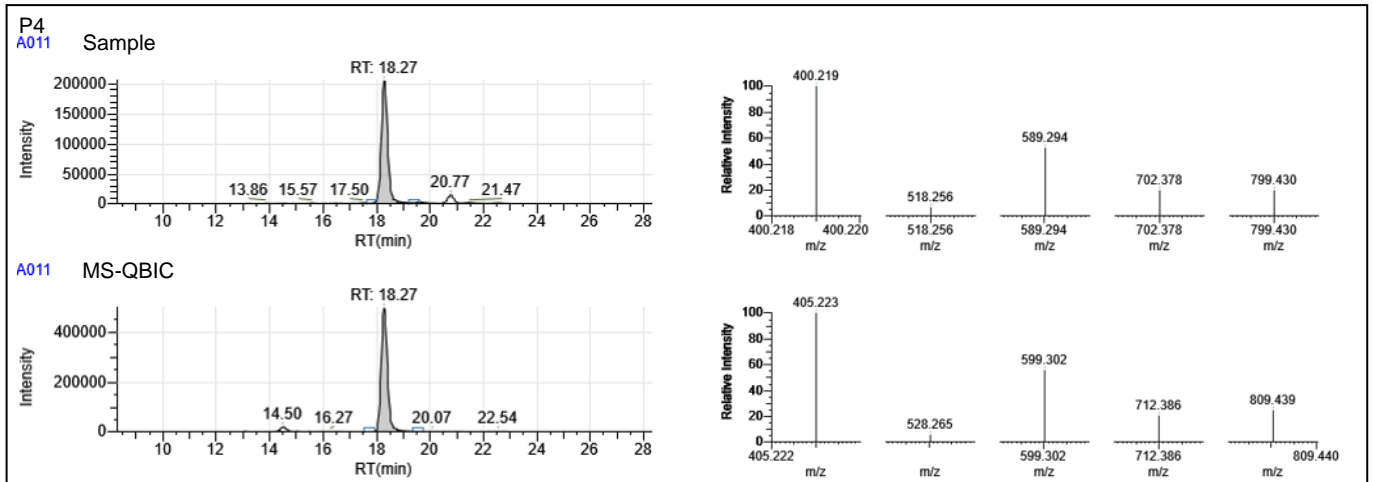 P4
A011 Sample
RT: 18.27
200000
150000
100000
50000
0
Intensity
13.86 15.57 17.50 20.77 21.47
10 12 14 16 18 20 22 24 26 28
RT(min)
Relative Intensity
100
80
60
40
20
0
400.219
518.256
589.294
702.378
799.430
400.218 400.220 518.256 589.294 702.378 799.430
m/z m/z m/z m/z m/z
A011 MS-QBIC
RT: 18.27
400000
200000
0
Intensity
14.50 16.27 20.07 22.54
10 12 14 16 18 20 22 24 26 28
RT(min)
Relative Intensity
100
80
60
40
20
0
405.223
528.265
599.302
712.386
809.439
405.222 599.302 712.386 809.440
m/z m/z m/z m/z m/z